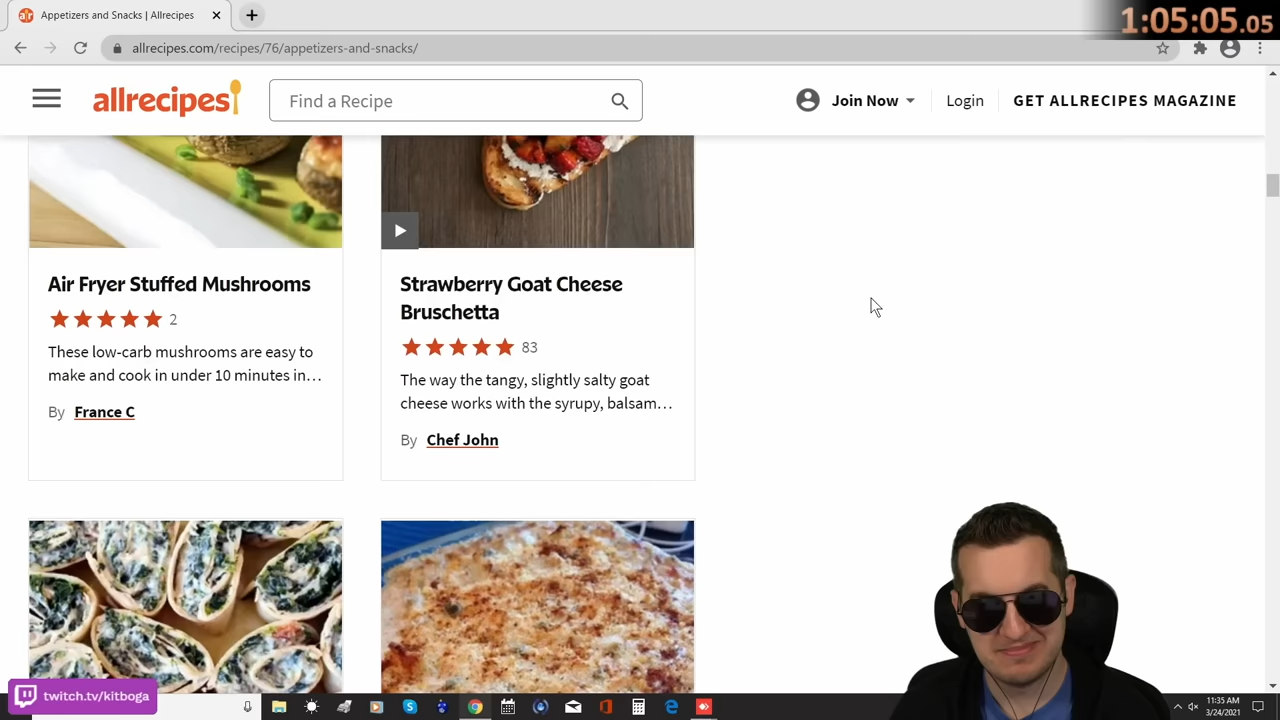 Appetizers and Snacks | Allrecipes
1:05:05.05
allrecipes.com/recipes/76/appetizers-and-snacks/
allrecipes
Find a Recipe
Join Now
Login
GET ALLRECIPES MAGAZINE
Air Fryer Stuffed Mushrooms
2
These low-carb mushrooms are easy to
make and cook in under 10 minutes in…
By France C
Strawberry Goat Cheese
Bruschetta
83
The way the tangy, slightly salty goat
cheese works with the syrupy, balsam…
By Chef John
twitch.tv/kitboga
11:35 AM
3/24/2021